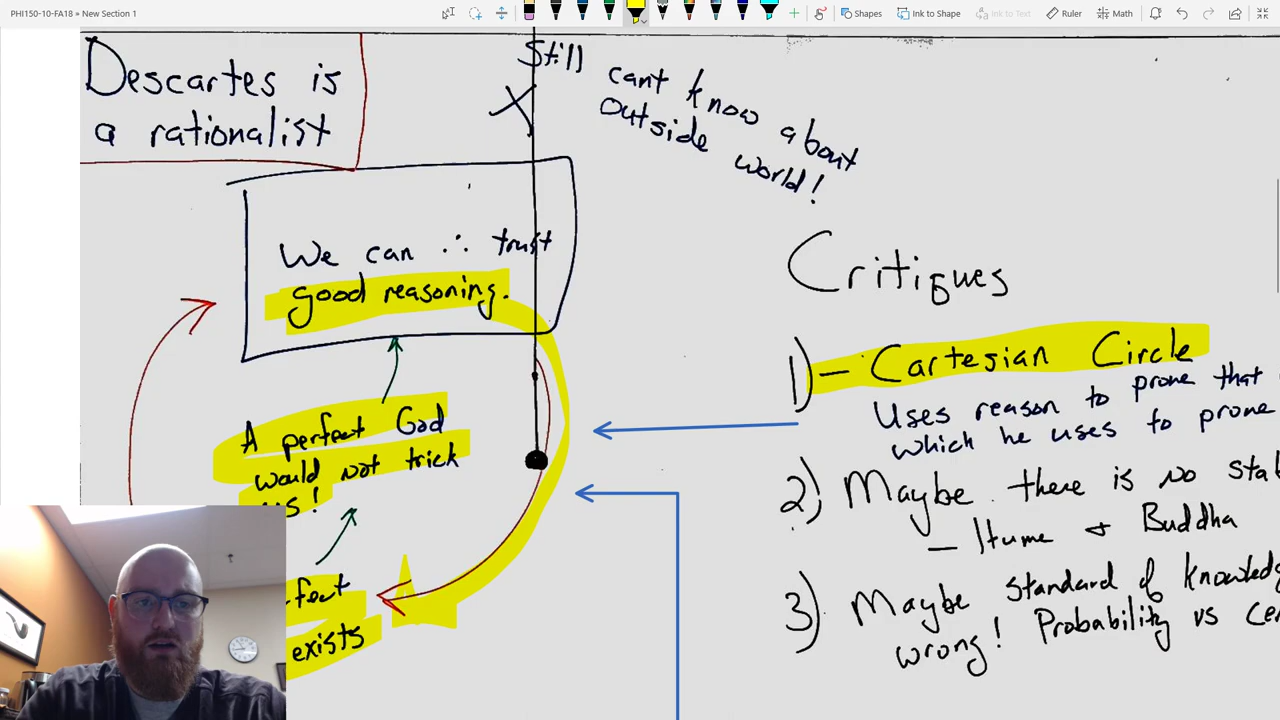 PHI150-10-FA18 » New Section 1
Shapes
Ink to Shape
Ink to Text
Ruler
Math
Descartes is
a rationalist
Still
cant know about
outside world!
We can ∴ trust
good reasoning.
A perfect God
would not trick
us!
exists
Critiques
1) – Cartesian Circle
Uses reason to prove that
which he uses to prove
2) Maybe there is no
– Hume + Buddha
3) Maybe standard of
wrong! Probability vs